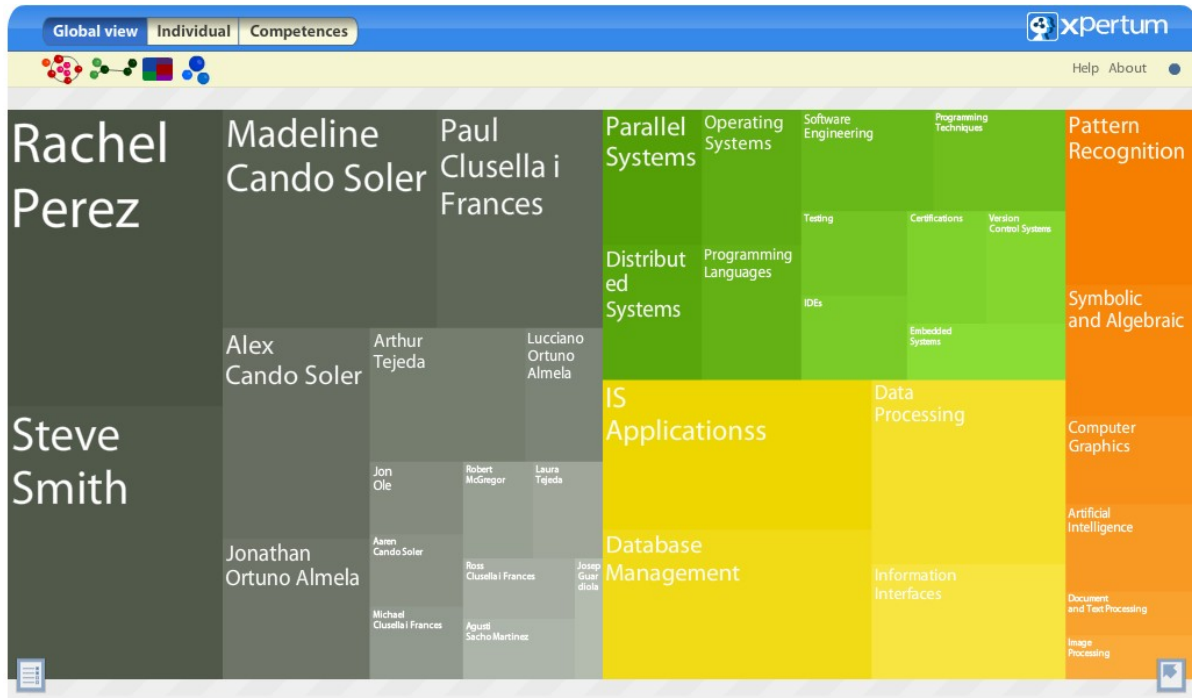 Global view
Individual
Competences
xpertum
Help
About
Rachel
Perez
Steve
Smith
Madeline
Cando Soler
Paul
Clusella i
Frances
Alex
Cando Soler
Arthur
Tejeda
Lucciano
Ortuno
Almela
Jonathan
Ortuno Almela
Jon
Ole
Robert
McGregor
Laura
Tejeda
Aaren
Cando Soler
Ross
Clusella i Frances
Josep
Guar
diola
Michael
Clusella i Frances
Agusti
Sacho Martinez
Parallel
Systems
Operating
Systems
Software
Engineering
Programming
Techniques
Distribut
ed
Systems
Programming
Languages
Testing
Certifications
Version
Control Systems
IDEs
Embedded
Systems
IS
Applicationss
Data
Processing
Database
Management
Information
Interfaces
Pattern
Recognition
Symbolic
and Algebraic
Computer
Graphics
Artificial
Intelligence
Document
and Text Processing
Image
Processing